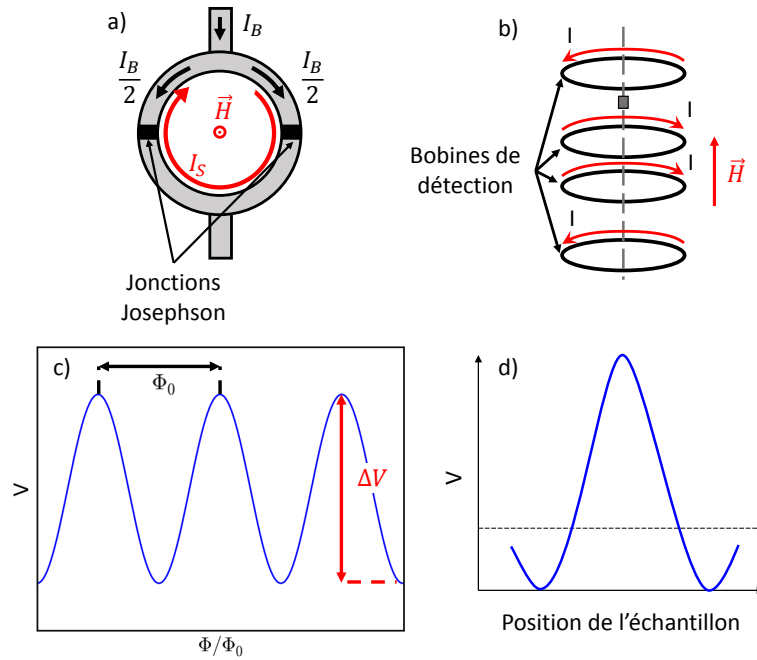 a)
I_B
I_B/2
I_B/2
H⃗
I_S
Jonctions
Josephson
b)
I
I
I
I
Bobines de
détection
H⃗
c)
Φ₀
ΔV
V
Φ/Φ₀
d)
V
Position de l'échantillon